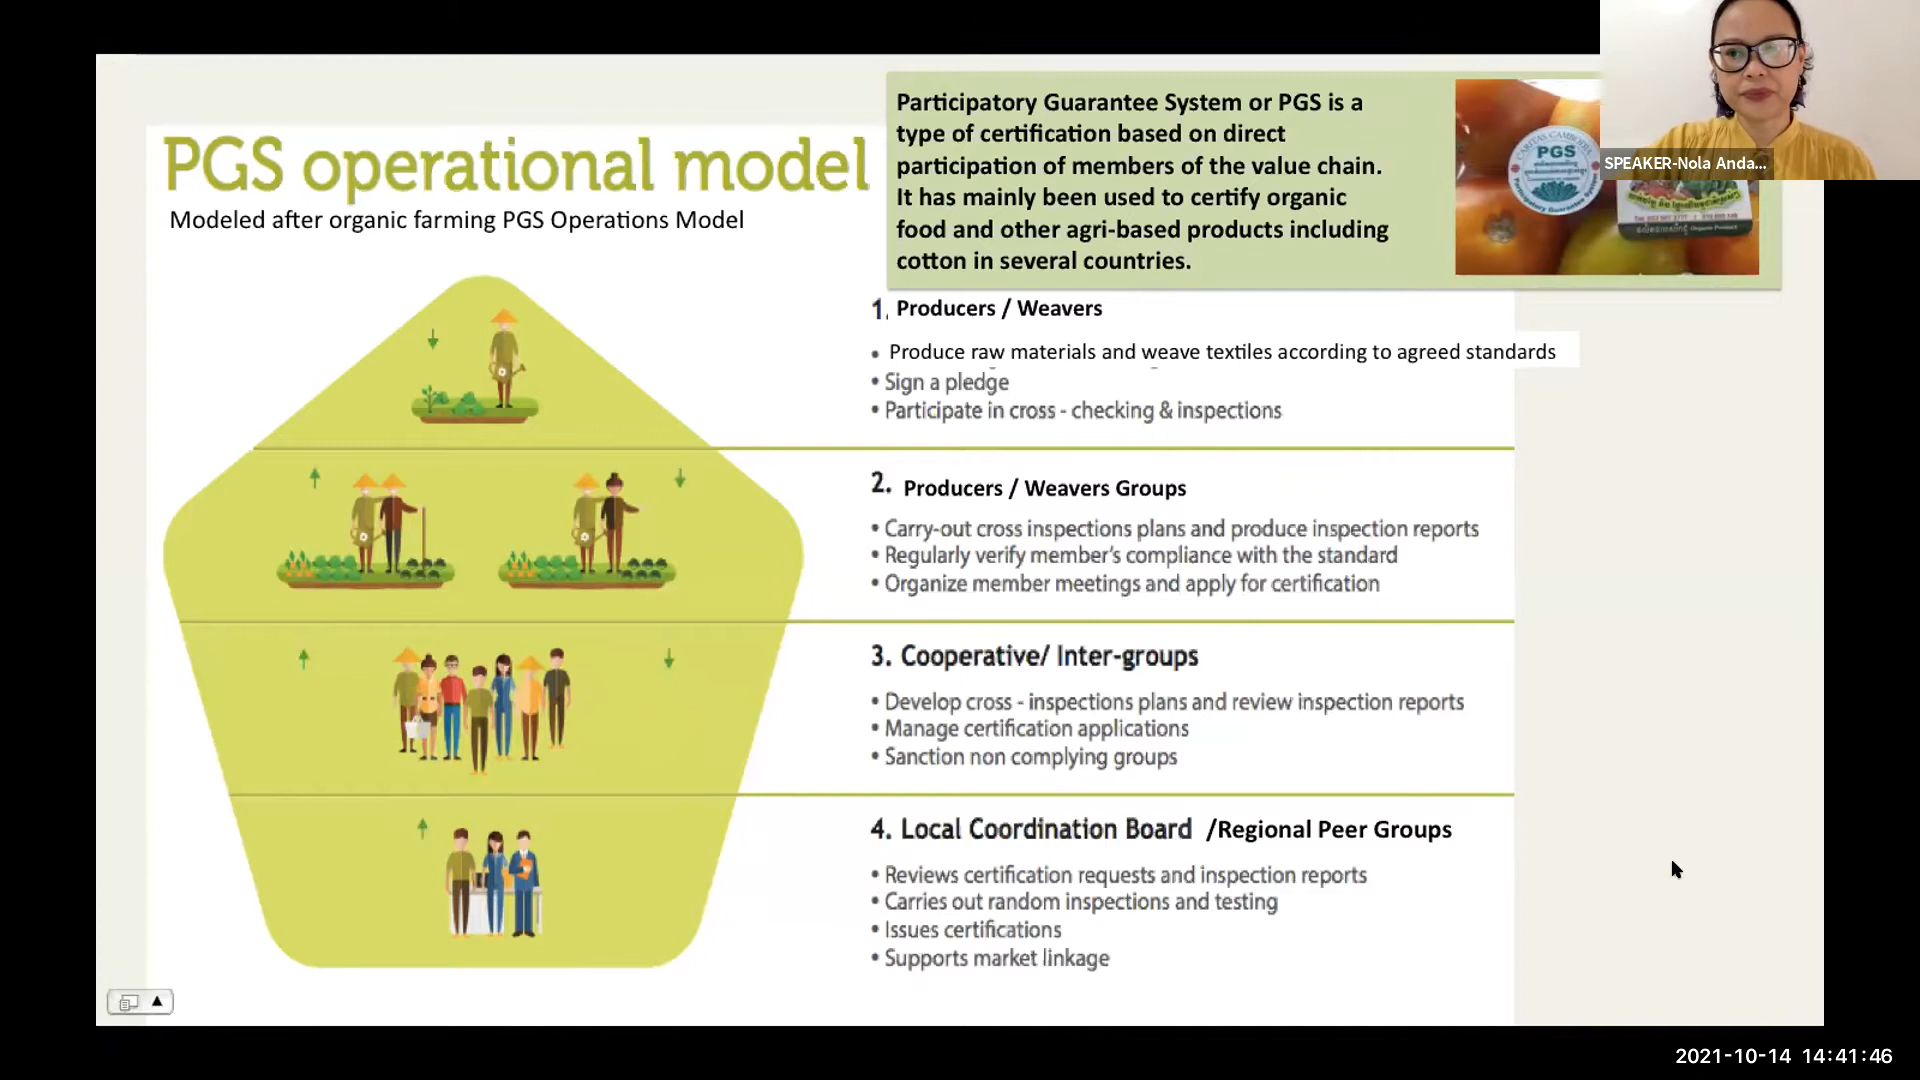 PGS operational model
Modeled after organic farming PGS Operations Model
Participatory Guarantee System or PGS is a
type of certification based on direct
participation of members of the value chain.
It has mainly been used to certify organic
food and other agri-based products including
cotton in several countries.
CARITAS CAMBODIA
PGS
Participatory Guarantee System
Organic Product
SPEAKER-Nola Anda...
1. Producers / Weavers
• Produce raw materials and weave textiles according to agreed standards
• Sign a pledge
• Participate in cross - checking & inspections
2. Producers / Weavers Groups
• Carry-out cross inspections plans and produce inspection reports
• Regularly verify member's compliance with the standard
• Organize member meetings and apply for certification
3. Cooperative/ Inter-groups
• Develop cross - inspections plans and review inspection reports
• Manage certification applications
• Sanction non complying groups
4. Local Coordination Board /Regional Peer Groups
• Reviews certification requests and inspection reports
• Carries out random inspections and testing
• Issues certifications
• Supports market linkage
2021-10-14 14:41:46